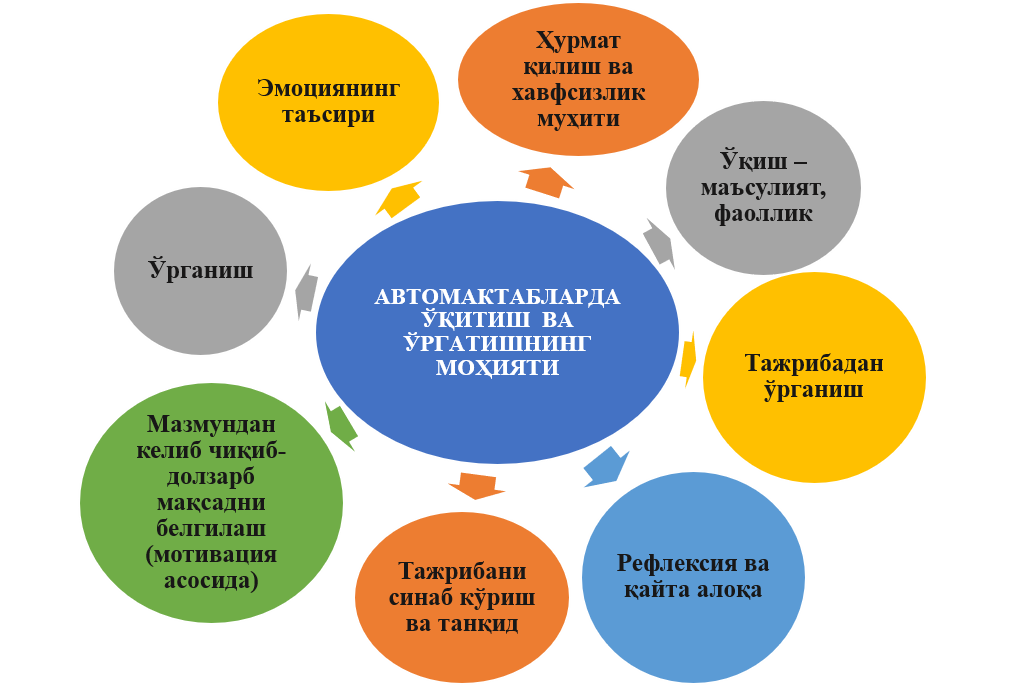 Ҳурмат
қилиш ва
хавфсизлик
муҳити
Эмоциянинг
таъсири
Ўқиш –
маъсулият,
фаоллик
Ўрганиш
АВТОМАКТАБЛАРДА
ЎҚИТИШ ВА
ЎРГАТИШНИНГ
МОҲИЯТИ
Тажрибадан
ўрганиш
Мазмундан
келиб чиқиб-
долзарб
мақсадни
белгилаш
(мотивация
асосида)
Тажрибани
синаб кўриш
ва танқид
Рефлексия ва
қайта алоқа